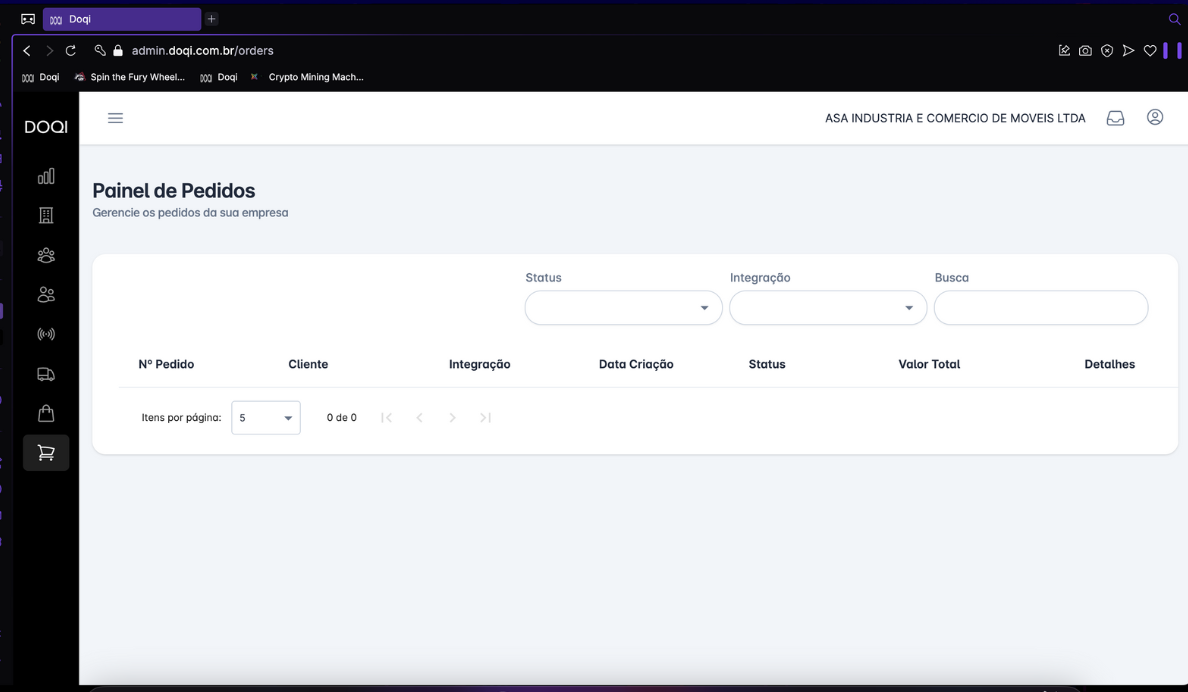 Doqi
admin.doqi.com.br/orders
Doqi Spin the Fury Wheel... Doqi Crypto Mining Mach...
DOQI
ASA INDUSTRIA E COMERCIO DE MOVEIS LTDA
Painel de Pedidos
Gerencie os pedidos da sua empresa
Status Integração Busca
Nº Pedido Cliente Integração Data Criação Status Valor Total Detalhes
Itens por página: 5 0 de 0